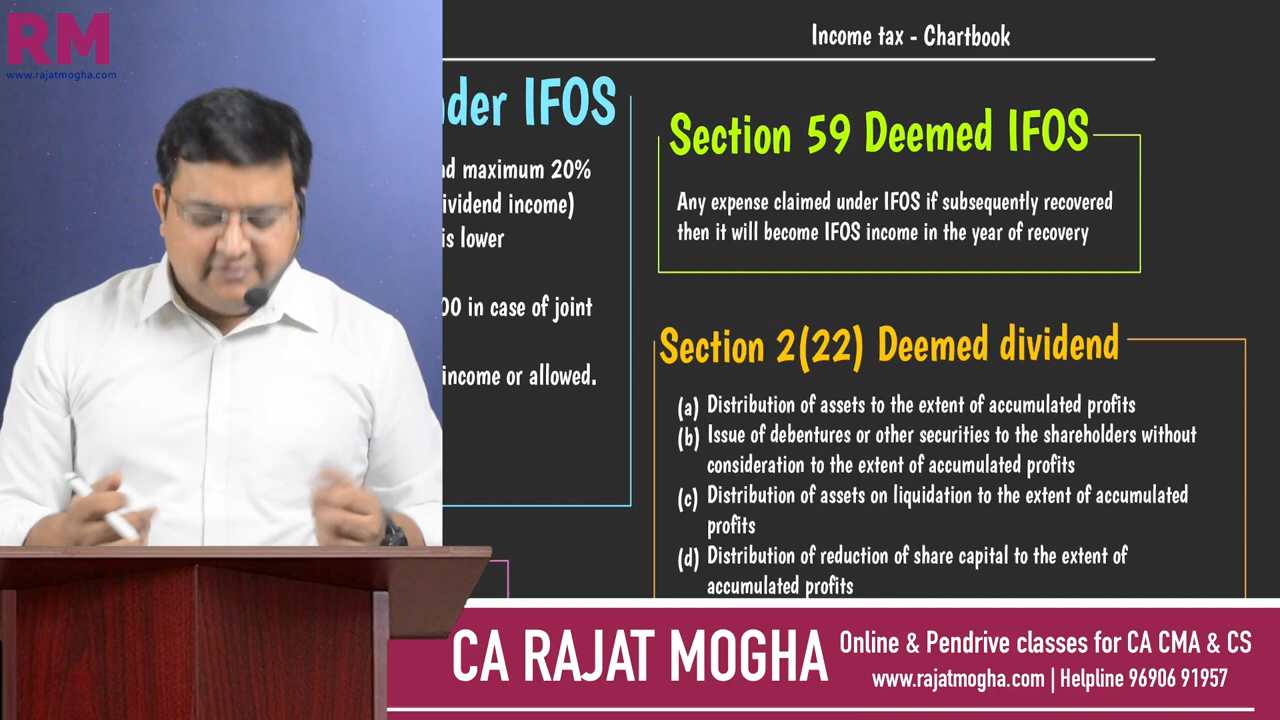 RM
www.rajatmogha.com
Income tax - Chartbook
under IFOS
maximum 20%
dividend income)
is lower
in case of joint
income or allowed.
Section 59 Deemed IFOS
Any expense claimed under IFOS if subsequently recovered
then it will become IFOS income in the year of recovery
Section 2(22) Deemed dividend
(a) Distribution of assets to the extent of accumulated profits
(b) Issue of debentures or other securities to the shareholders without
consideration to the extent of accumulated profits
(c) Distribution of assets on liquidation to the extent of accumulated
profits
(d) Distribution of reduction of share capital to the extent of
accumulated profits
CA RAJAT MOGHA
Online & Pendrive classes for CA CMA & CS
www.rajatmogha.com | Helpline 96906 91957